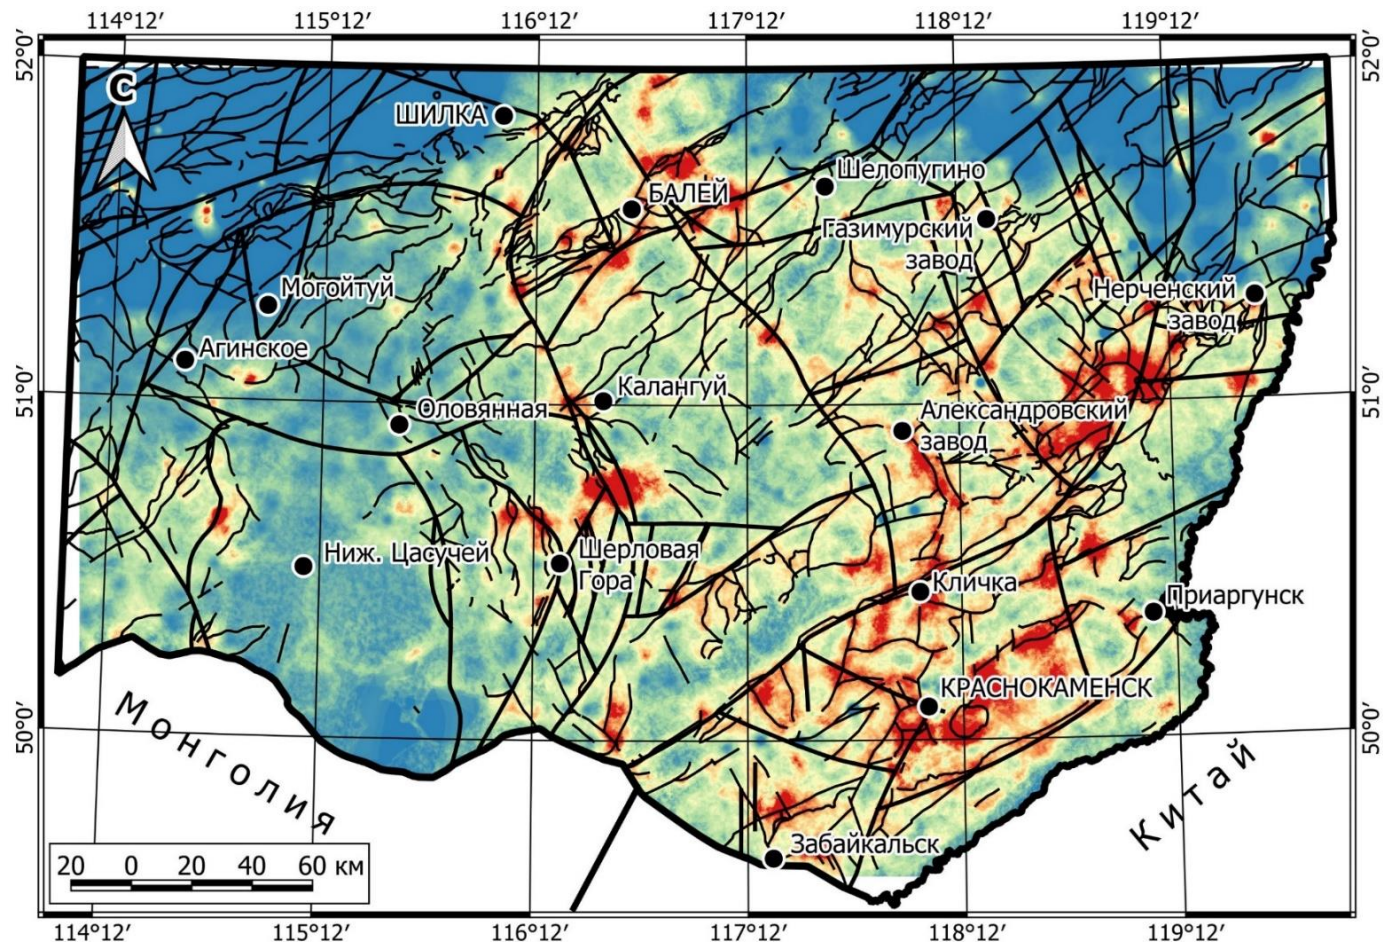 114°12′ 115°12′ 116°12′ 117°12′ 118°12′ 119°12′
52°0′ 52°0′
С
ШИЛКА
Шелопугино
БАЛЕЙ
Газимурский
завод
Могойтуй
Нерченский
завод
Агинское
51°0′ 51°0′
Калангуй
Оловянная
Александровский
завод
Ниж. Цасучей
Шерловая
Гора
Кличка
Приаргунск
КРАСНОКАМЕНСК
50°0′ 50°0′
Монголия
Китай
Забайкальск
20 0 20 40 60 км
114°12′ 115°12′ 116°12′ 117°12′ 118°12′ 119°12′